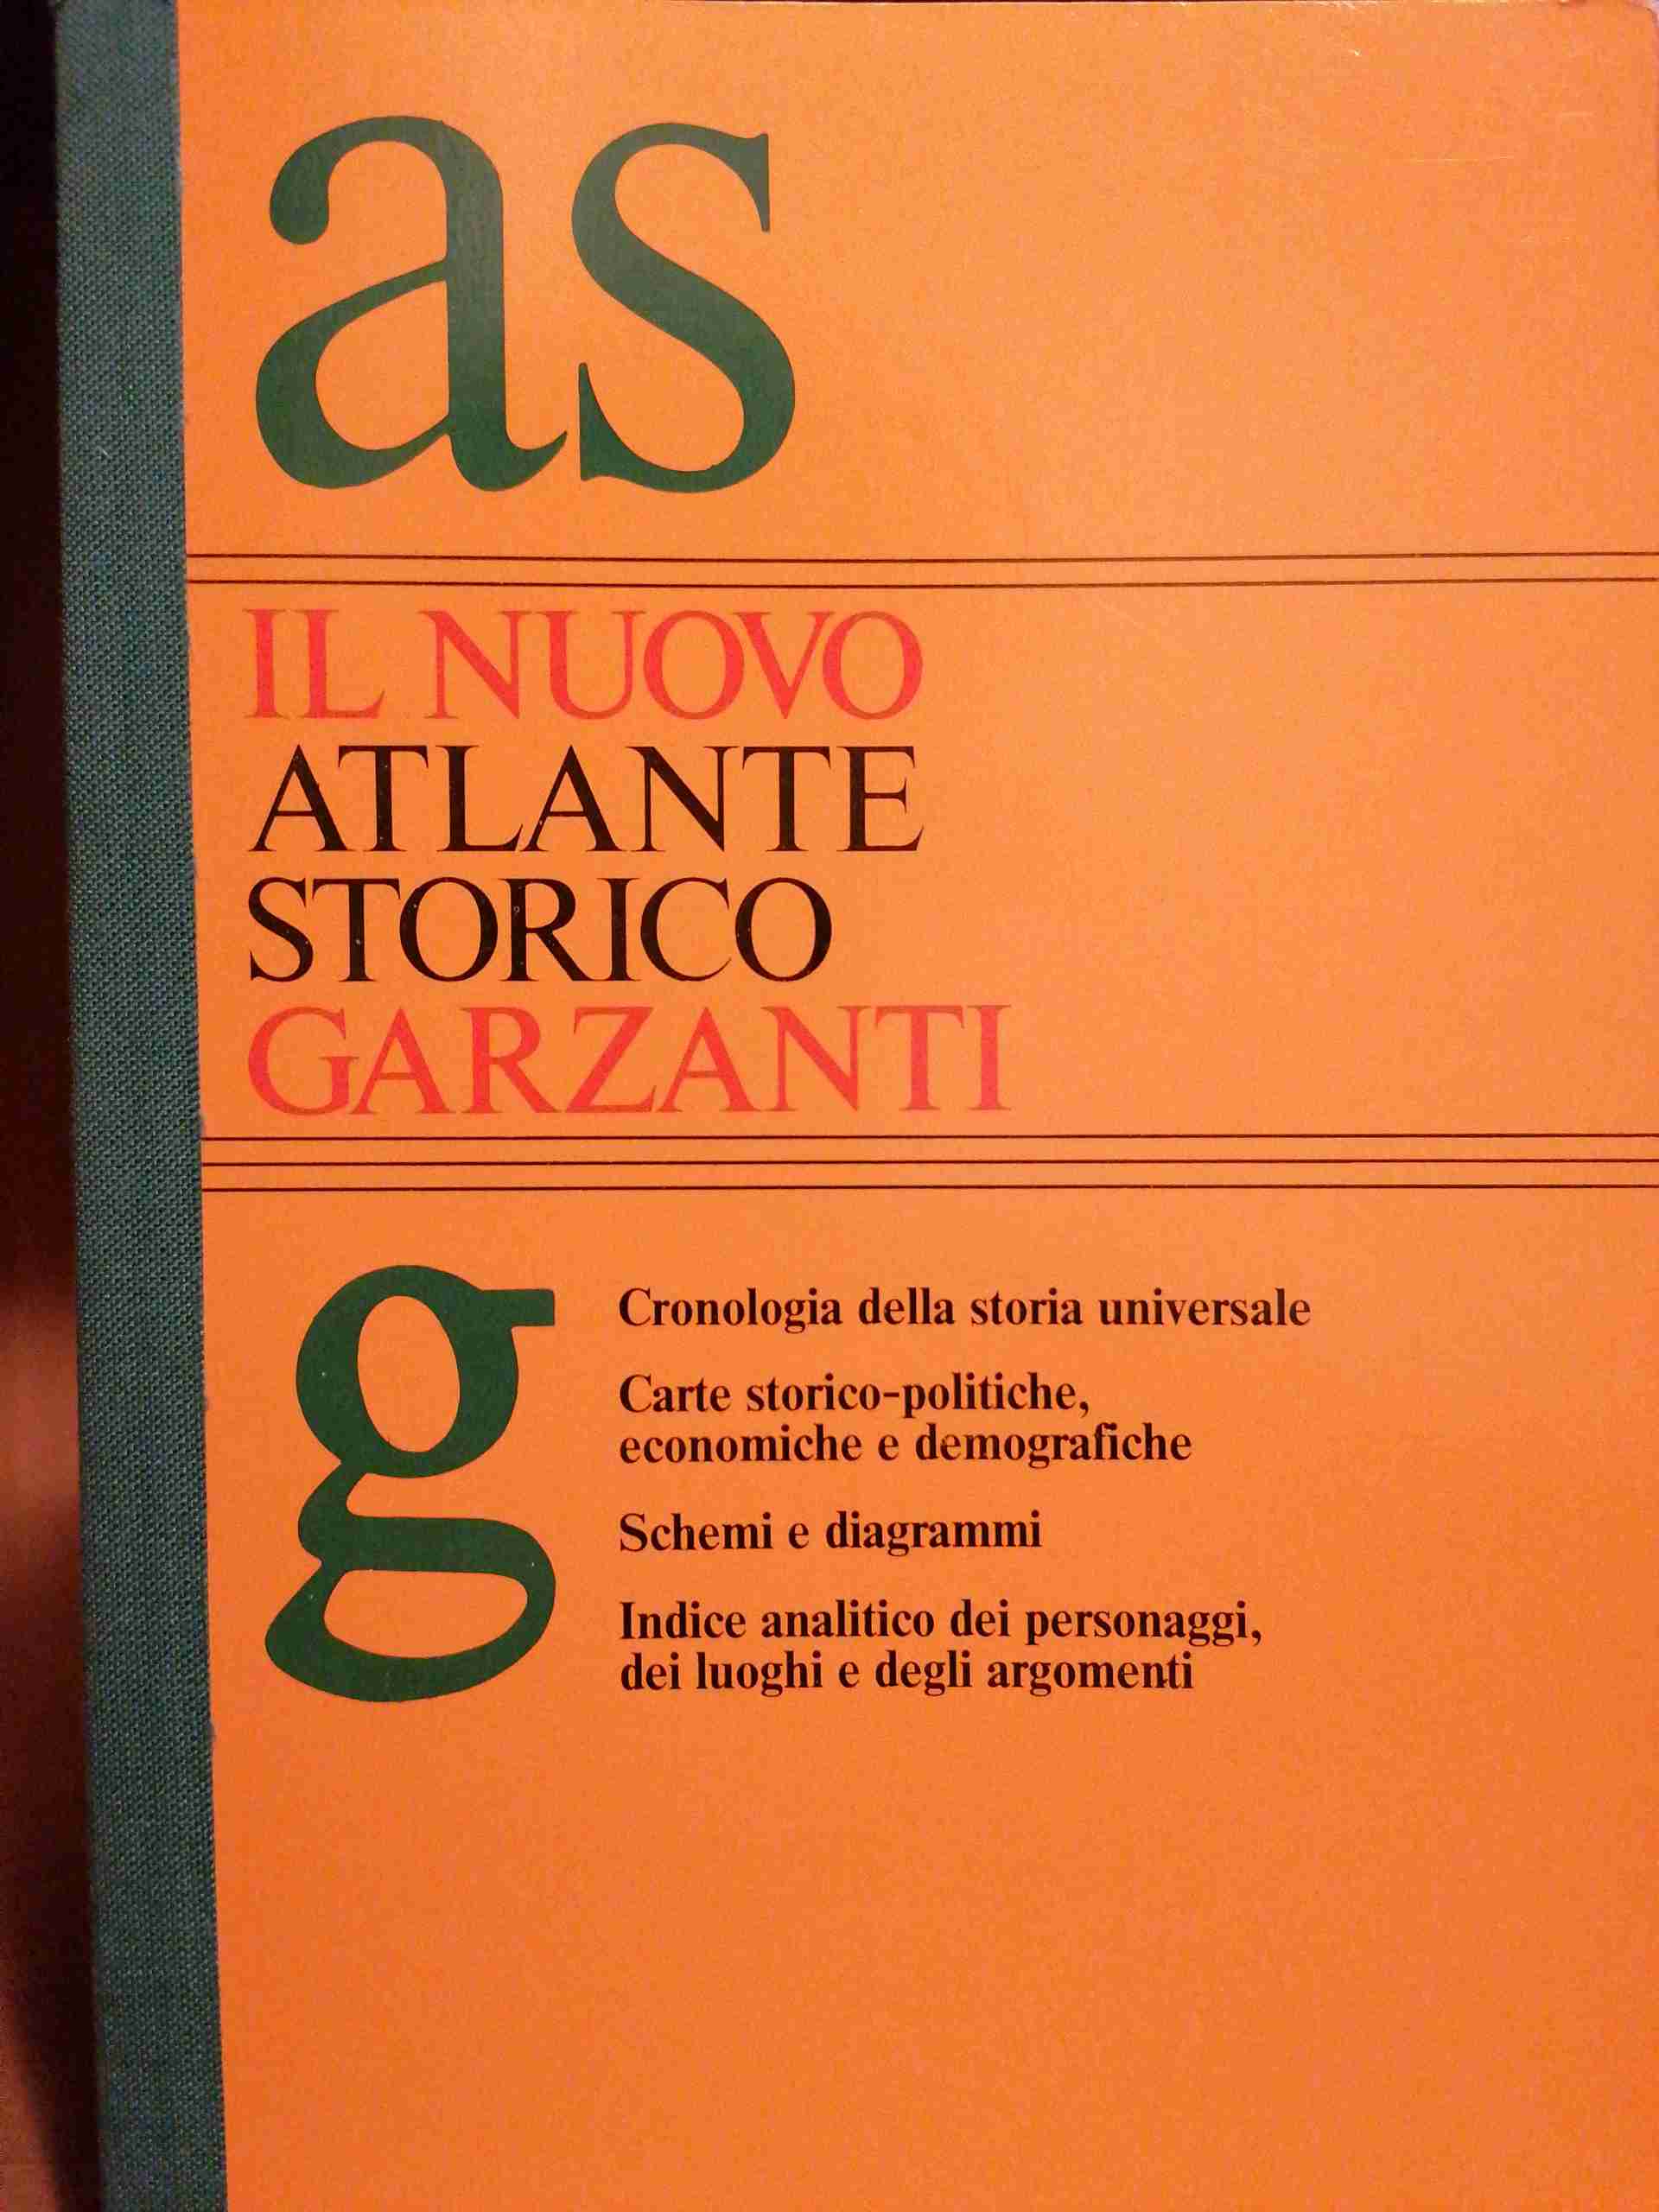 as
IL NUOVO
ATLANTE
STORICO
GARZANTI
g
Cronologia della storia universale
Carte storico-politiche,
economiche e demografiche
Schemi e diagrammi
Indice analitico dei personaggi,
dei luoghi e degli argomenti